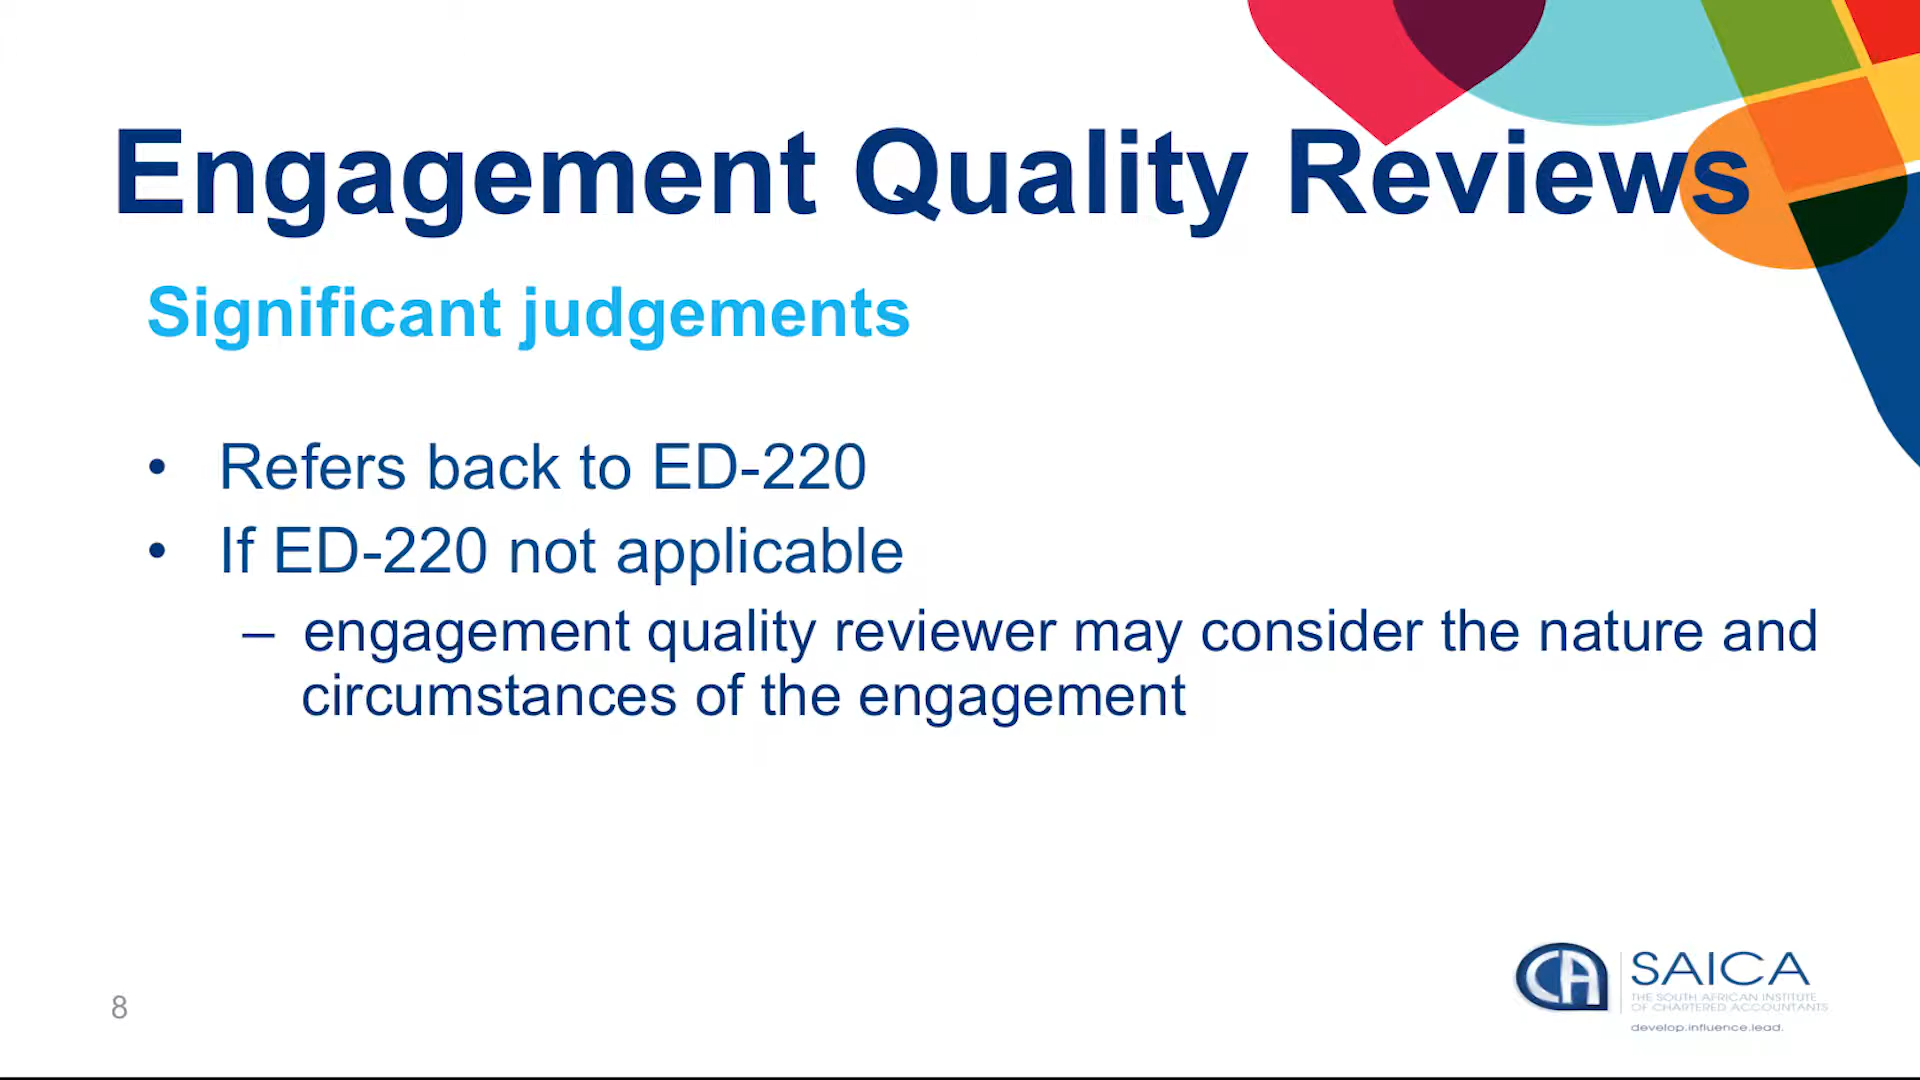 Engagement Quality Reviews
Significant judgements
• Refers back to ED-220
• If ED-220 not applicable
– engagement quality reviewer may consider the nature and
circumstances of the engagement
8
CA
SAICA
THE SOUTH AFRICAN INSTITUTE
OF CHARTERED ACCOUNTANTS
develop.influence.lead.